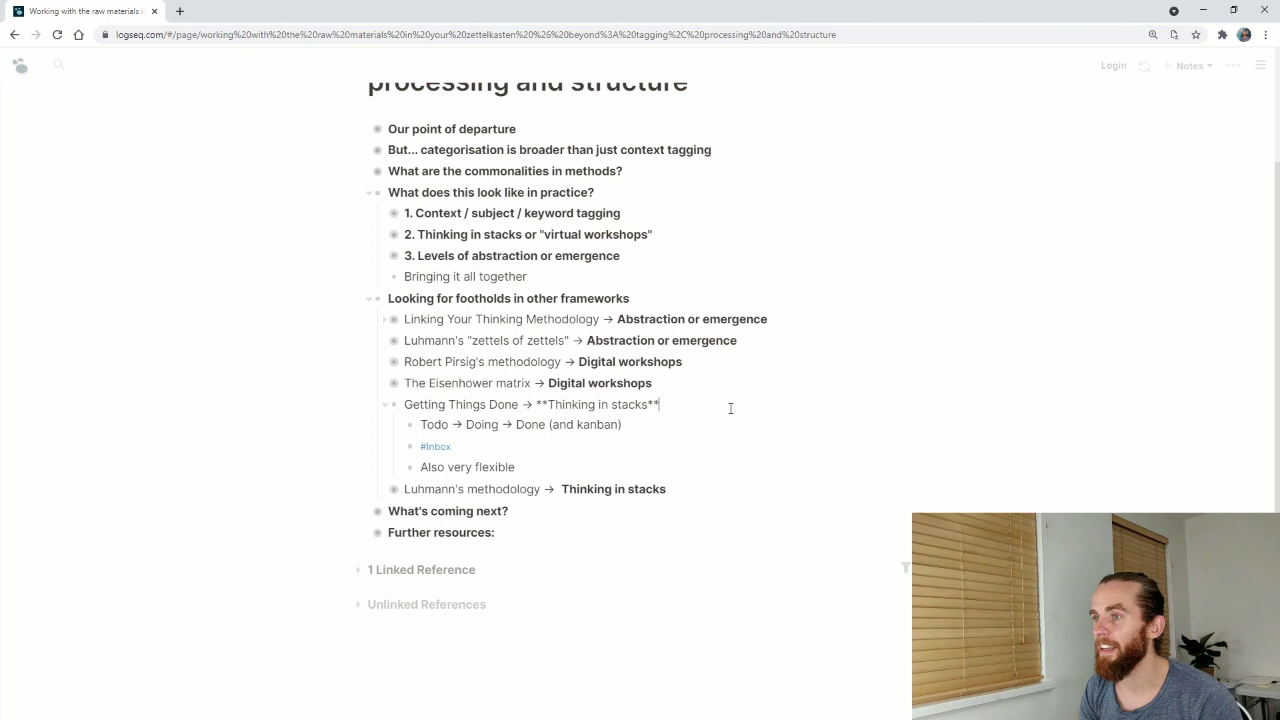 Working with the raw materials i
logseq.com/#/page/working%20with%20the%20raw%20materials%20in%20your%20zettelkasten%20%26%20beyond%3A%20tagging%2C%20processing%20and%20structure
Login
Notes
processing and structure
Our point of departure
But... categorisation is broader than just context tagging
What are the commonalities in methods?
What does this look like in practice?
1. Context / subject / keyword tagging
2. Thinking in stacks or "virtual workshops"
3. Levels of abstraction or emergence
Bringing it all together
Looking for footholds in other frameworks
Linking Your Thinking Methodology → Abstraction or emergence
Luhmann's "zettels of zettels" → Abstraction or emergence
Robert Pirsig's methodology → Digital workshops
The Eisenhower matrix → Digital workshops
Getting Things Done → **Thinking in stacks**
Todo → Doing → Done (and kanban)
#Inbox
Also very flexible
Luhmann's methodology → Thinking in stacks
What's coming next?
Further resources:
1 Linked Reference
Unlinked References